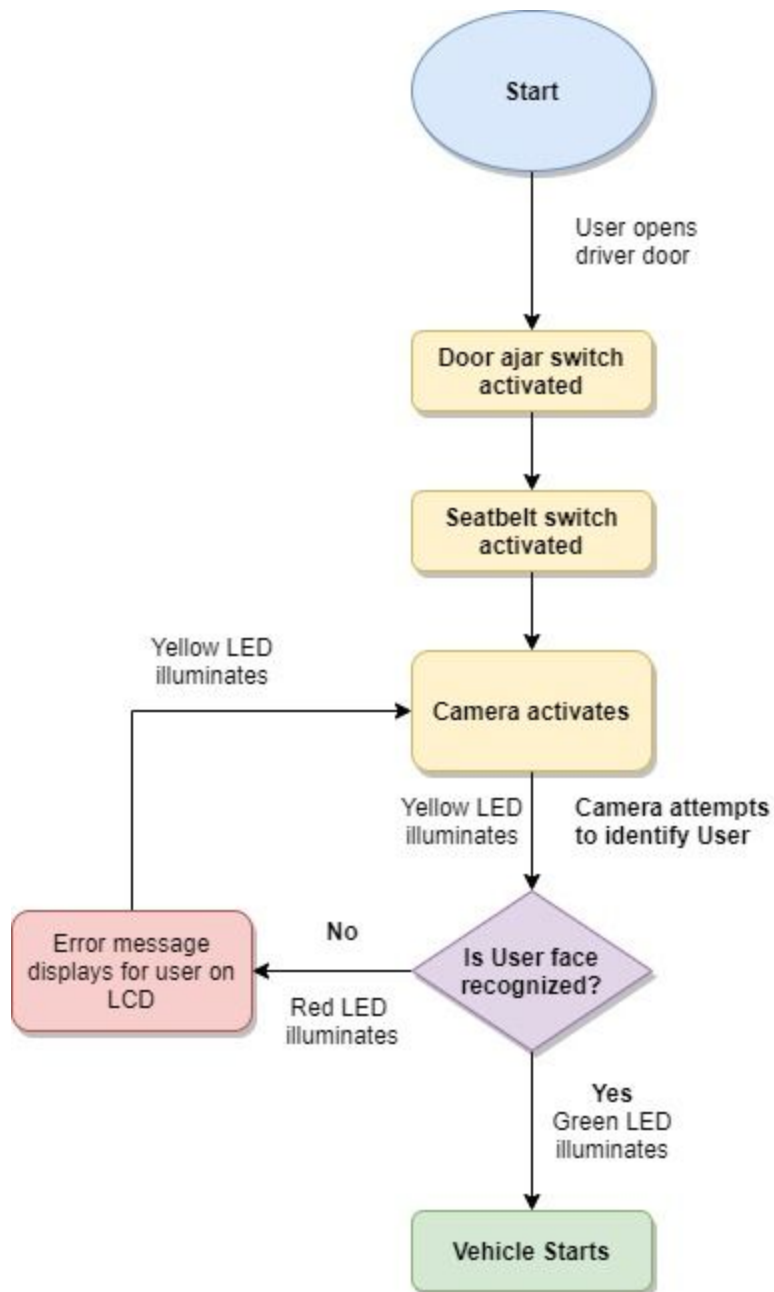 Start
User opens
driver door
Door ajar switch
activated
Seatbelt switch
activated
Yellow LED
illuminates
Camera activates
Yellow LED
illuminates
Camera attempts
to identify User
Error message
displays for user on
LCD
No
Red LED
illuminates
Is User face
recognized?
Yes
Green LED
illuminates
Vehicle Starts